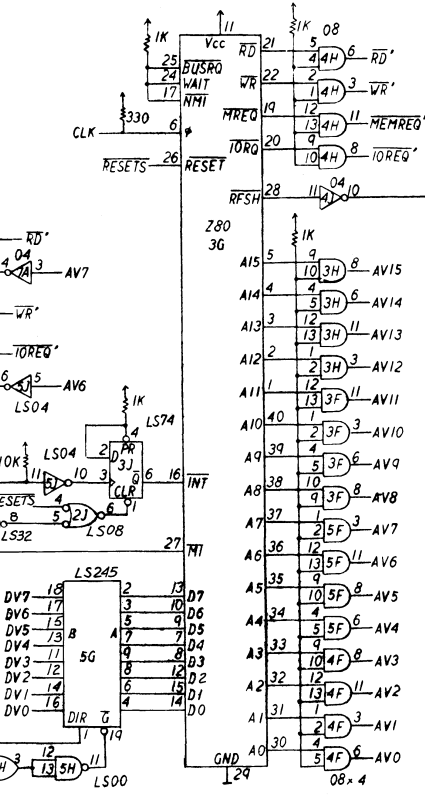 1K
11
Vcc
1K
08
25 BUSRQ
24 WAIT
17 NMI
RD 21 5 4 4H 6 RD'
WR 22 2 1 4H 3 WR'
330
CLK 6 φ
MREQ 19 12 13 4H 11 MEMREQ'
IORQ 20 9 10 4H 8 IOREQ'
RESETS 26 RESET
RFSH 28 11 04 10
Z80
3G
1K
RD'
4 04 7A 3 AV7
WR'
IOREQ'
6 5J 5 AV6
LS04
A15 5 9 10 3H 8 AV15
A14 4 4 5 3H 6 AV14
A13 3 12 13 3H 11 AV13
A12 2 1 2 3H 3 AV12
A11 1 12 13 3F 11 AV11
A10 40 1 2 3F 3 AV10
A9 39 4 5 3F 6 AV9
A8 38 10 9 3F 8 AV8
A7 37 1 2 5F 3 AV7
A6 36 12 13 5F 11 AV6
A5 35 9 10 5F 8 AV5
A4 34 4 5 5F 6 AV4
A3 33 9 10 4F 8 AV3
A2 32 12 13 4F 11 AV2
A1 31 1 2 4F 3 AV1
A0 30 4 5 4F 6 AV0
08×4
1K
LS74
4
PR
2 D 3J
10K LS04
11 10 3 Q 6 16 INT
CLR
1
ESETS 4
8 5 2J 6
LS32 LS08
27 M1
LS245
DV7 18 2 13 D7
DV6 17 3 10 D6
DV5 15 5 9 D5
DV4 13 B A 7 7 D4
DV3 11 5G 9 8 D3
DV2 12 8 12 D2
DV1 14 6 15 D1
DV0 16 4 14 D0
DIR G
1 19
H 3 12 13 5H 11
LS00
GND
29